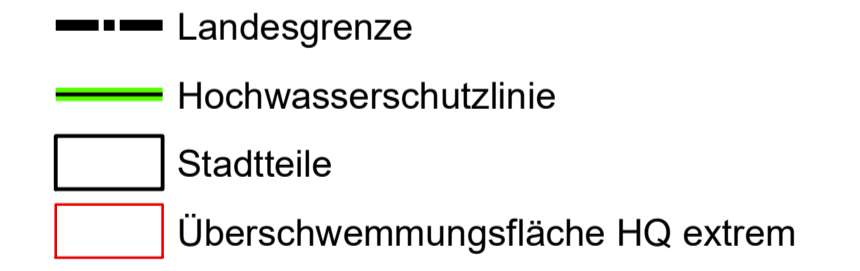 Landesgrenze
Hochwasserschutzlinie
Stadtteile
Überschwemmungsfläche HQ extrem